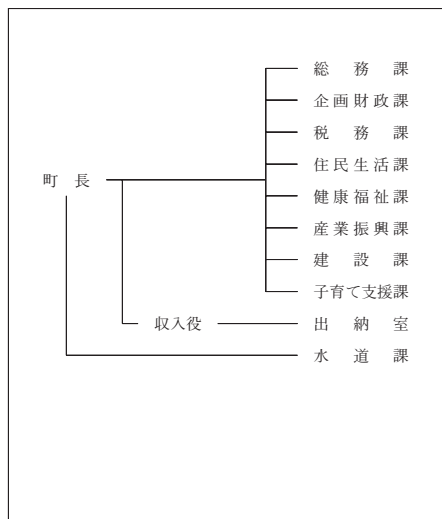 総務課
企画財政課
税務課
住民生活課
町長
健康福祉課
産業振興課
建設課
子育て支援課
収入役 出納室
水道課